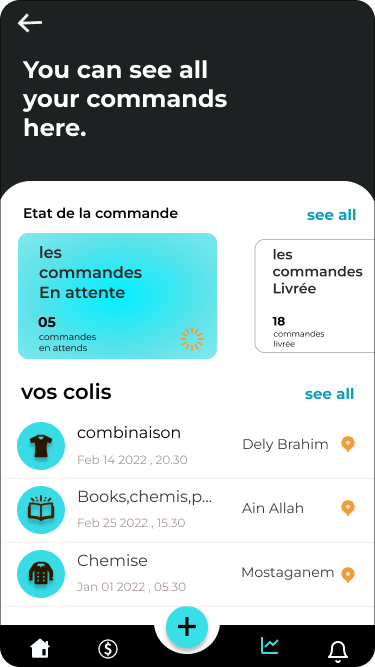 You can see all
your commands
here.
Etat de la commande
see all
les
commandes
En attente
05
commandes
en attends
les
commandes
Livrée
18
commandes
livrée
vos colis
see all
combinaison
Feb 14 2022 , 20.30
Dely Brahim
Books,chemis,p...
Feb 25 2022 , 15.30
Ain Allah
Chemise
Jan 01 2022 , 05.30
Mostaganem